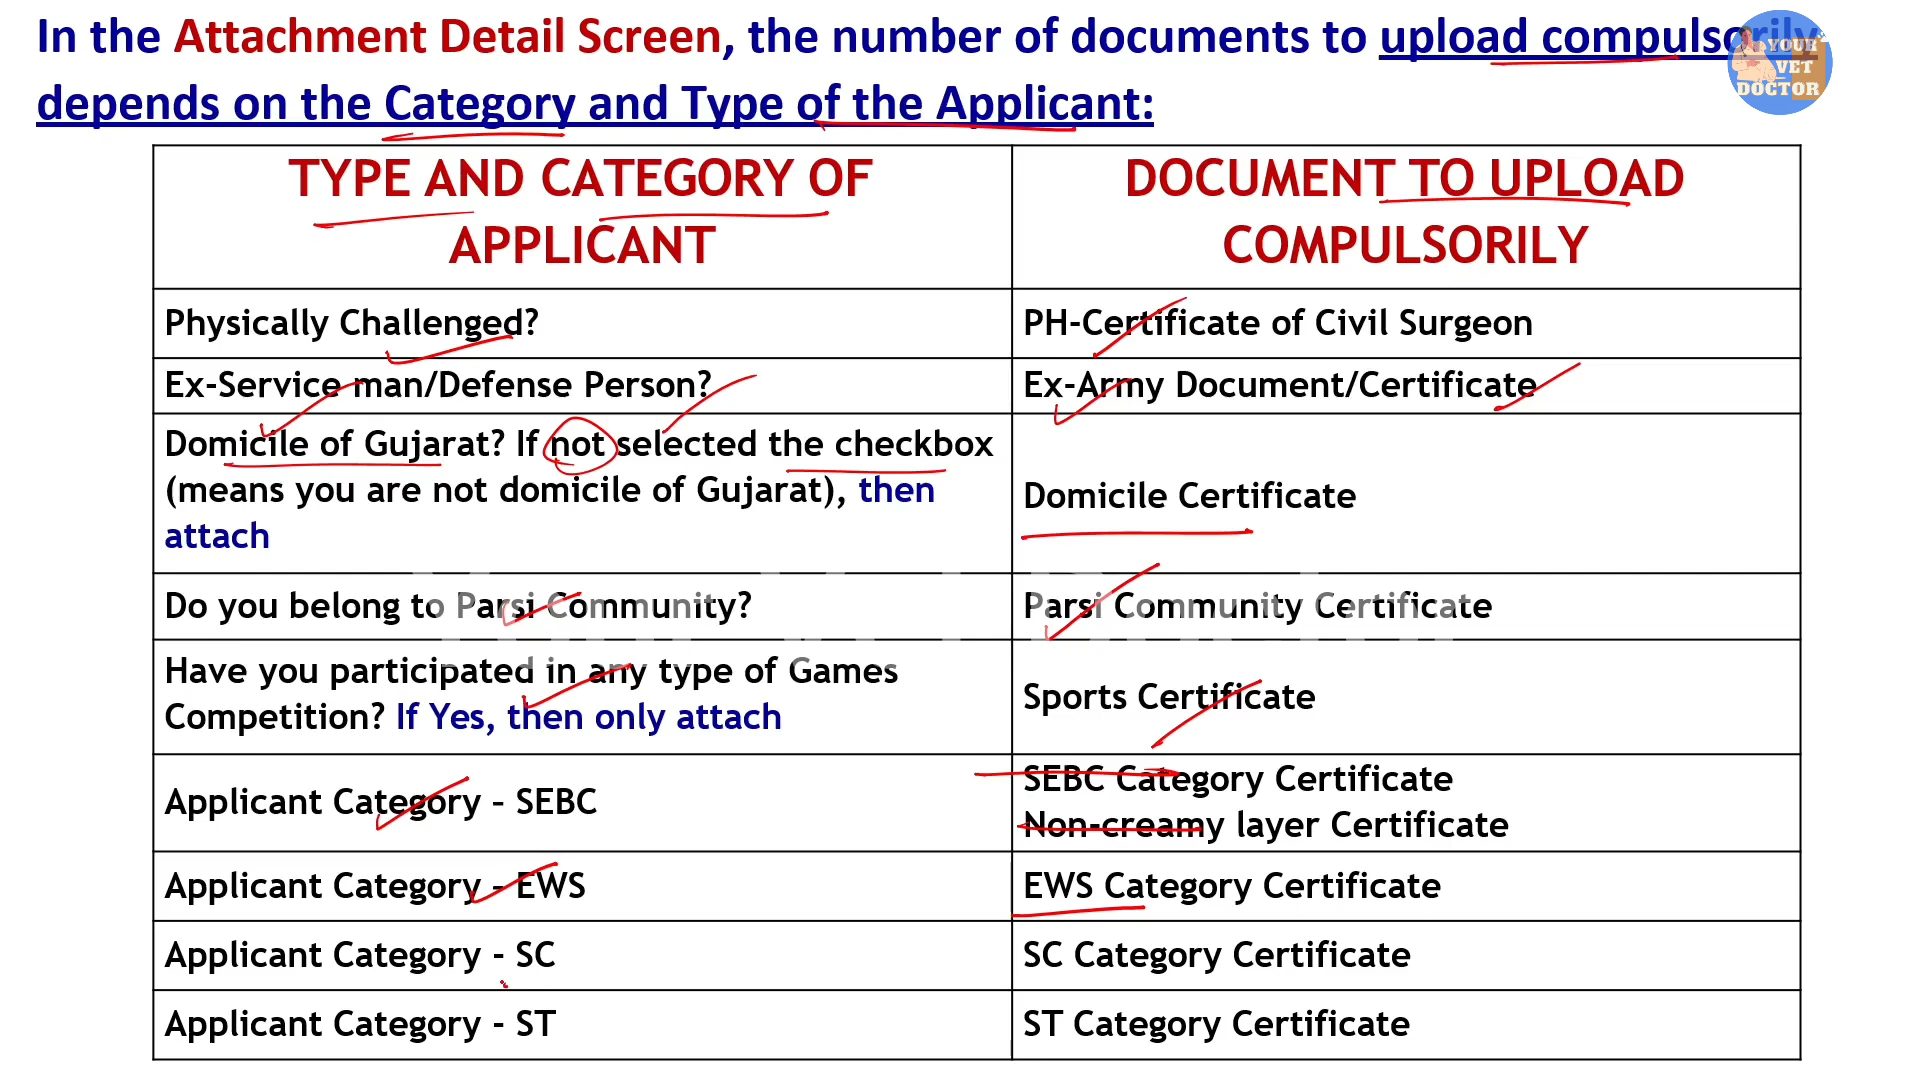 In the Attachment Detail Screen, the number of documents to upload compulsorily
depends on the Category and Type of the Applicant:
YOUR
VET
DOCTOR
TYPE AND CATEGORY OF
APPLICANT
DOCUMENT TO UPLOAD
COMPULSORILY
Physically Challenged?
PH-Certificate of Civil Surgeon
Ex-Service man/Defense Person?
Ex-Army Document/Certificate
Domicile of Gujarat? If not selected the checkbox
(means you are not domicile of Gujarat), then
attach
Domicile Certificate
Do you belong to Parsi Community?
Parsi Community Certificate
Have you participated in any type of Games
Competition? If Yes, then only attach
Sports Certificate
Applicant Category – SEBC
SEBC Category Certificate
Non-creamy layer Certificate
Applicant Category – EWS
EWS Category Certificate
Applicant Category - SC
SC Category Certificate
Applicant Category - ST
ST Category Certificate